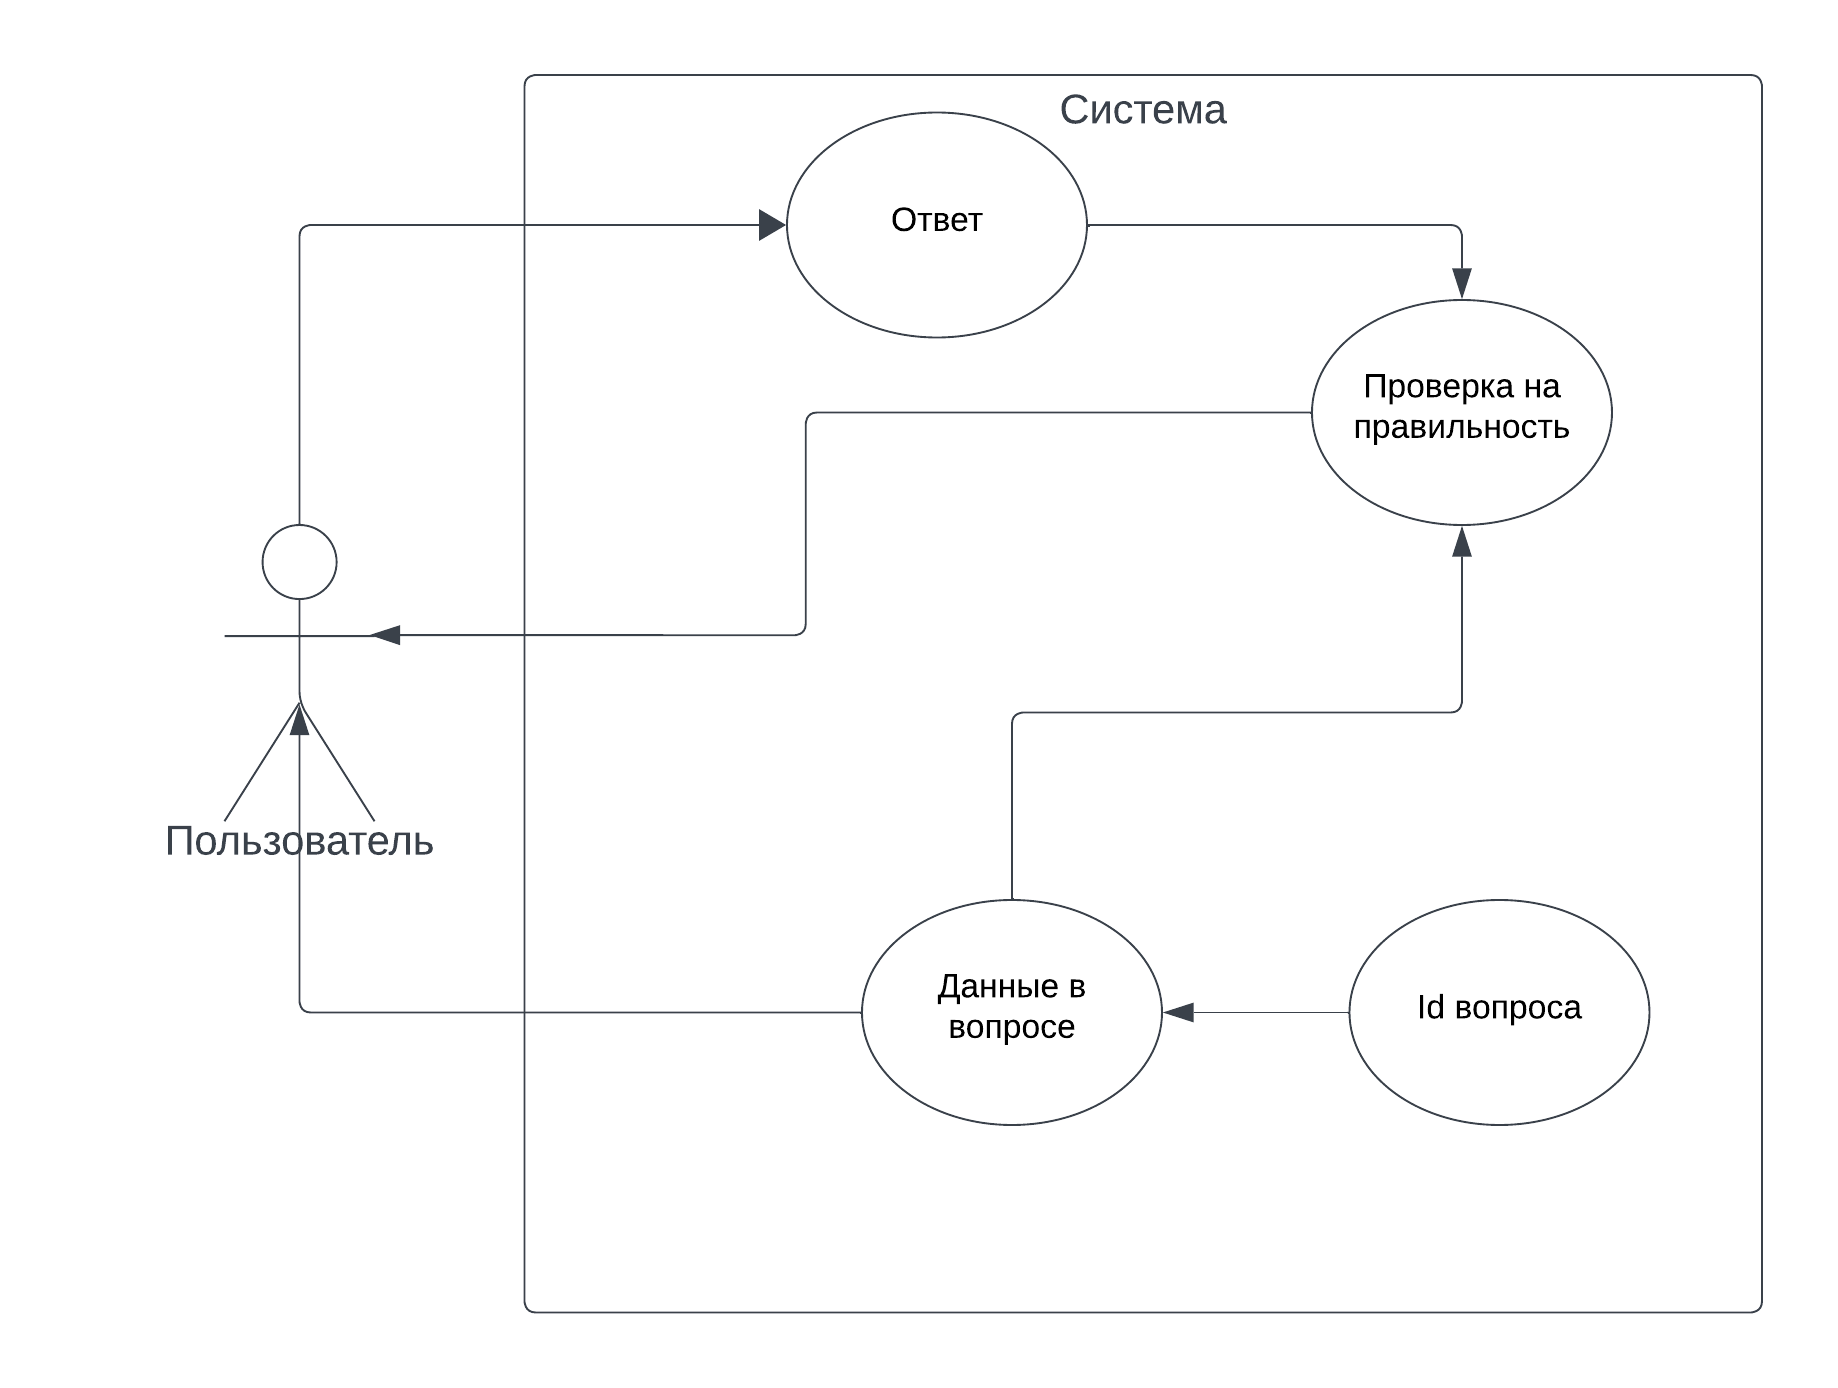 Система
Ответ
Проверка на
правильность
Пользователь
Данные в
вопросе
Id вопроса